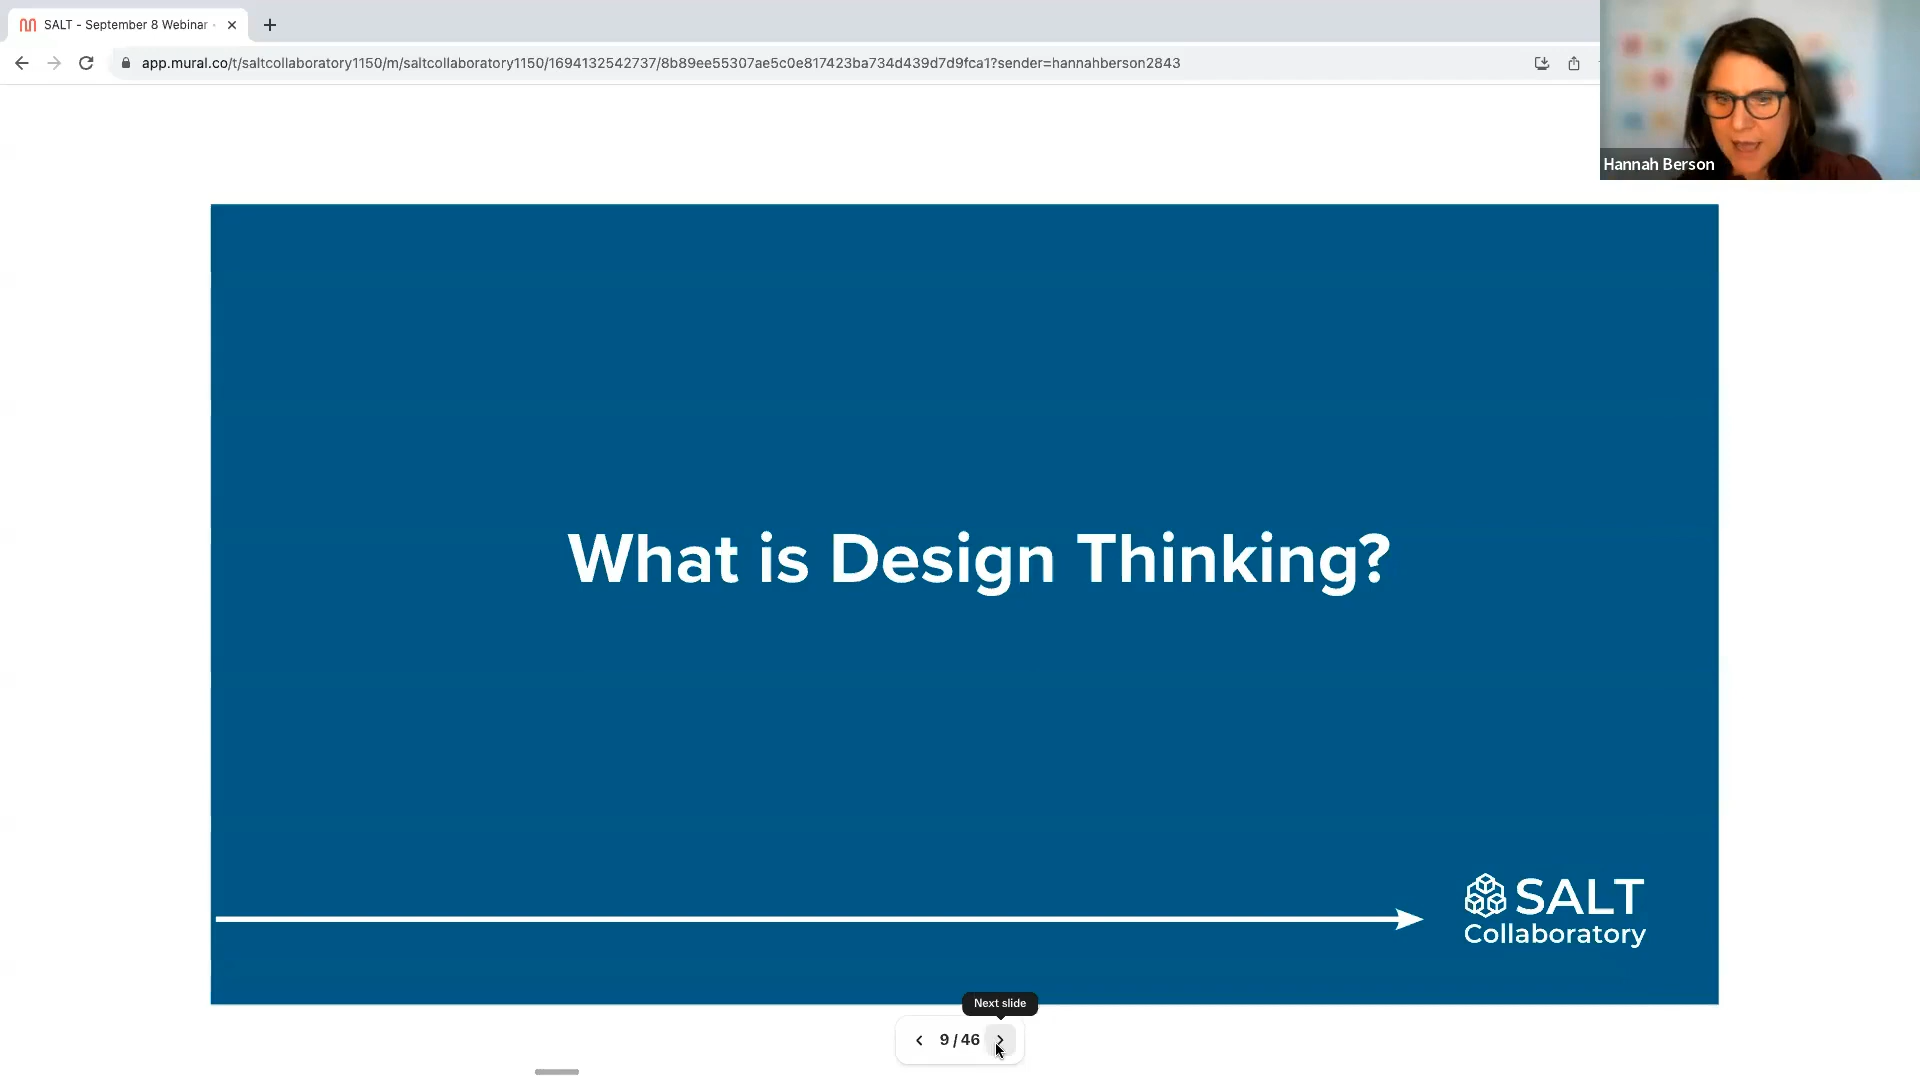 SALT - September 8 Webinar
app.mural.co/t/saltcollaboratory1150/m/saltcollaboratory1150/1694132542737/8b89ee55307ae5c0e817423ba734d439d7d9fca1?sender=hannahberson2843
Hannah Berson
What is Design Thinking?
SALT
Collaboratory
Next slide
9 / 46